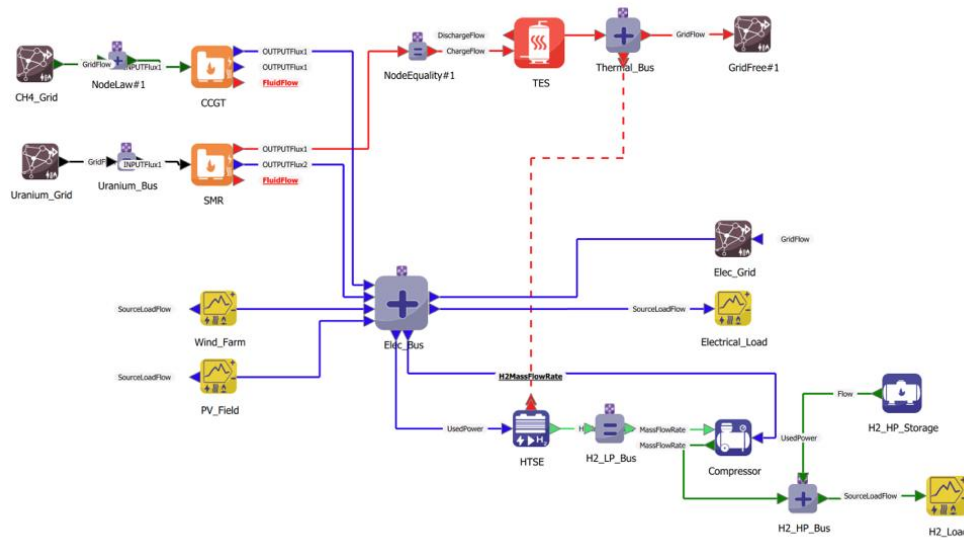 DischargeFlow
GridFlow
OUTPUTFlux1
ChargeFlow
GridFlow
INPUTFlux1
OUTPUTFlux1
NodeEquality#1
Thermal_Bus
GridFree#1
NodeLaw#1
FluidFlow
TES
CH4_Grid
CCGT
OUTPUTFlux1
GridF
INPUTFlux1
OUTPUTFlux2
Uranium_Grid
Uranium_Bus
FluidFlow
SMR
GridFlow
Elec_Grid
SourceLoadFlow
SourceLoadFlow
Wind_Farm
Elec_Bus
Electrical_Load
SourceLoadFlow
H2MassFlowRate
PV_Field
Flow
UsedPower
H
MassFlowRate
UsedPower
H2_HP_Storage
MassFlowRate
HTSE
H2_LP_Bus
Compressor
SourceLoadFlow
H2_HP_Bus
H2_Load